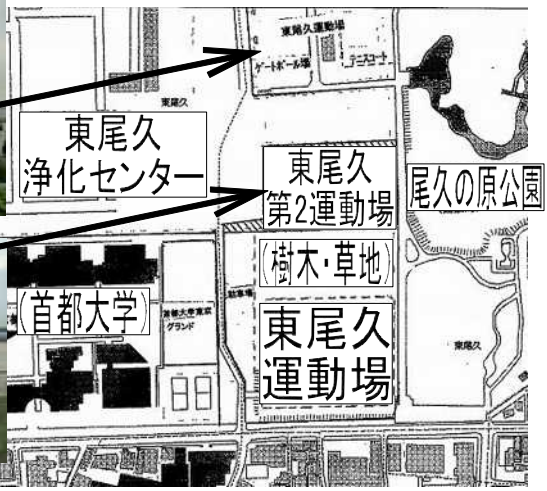 東尾久運動場
ゲートボール場
テニスコート
東尾久
東尾久
浄化センター
東尾久
第2運動場
尾久の原公園
(樹木・草地)
(首都大学)
駐車場
首都大学東京
グランド
東尾久
運動場
東尾久